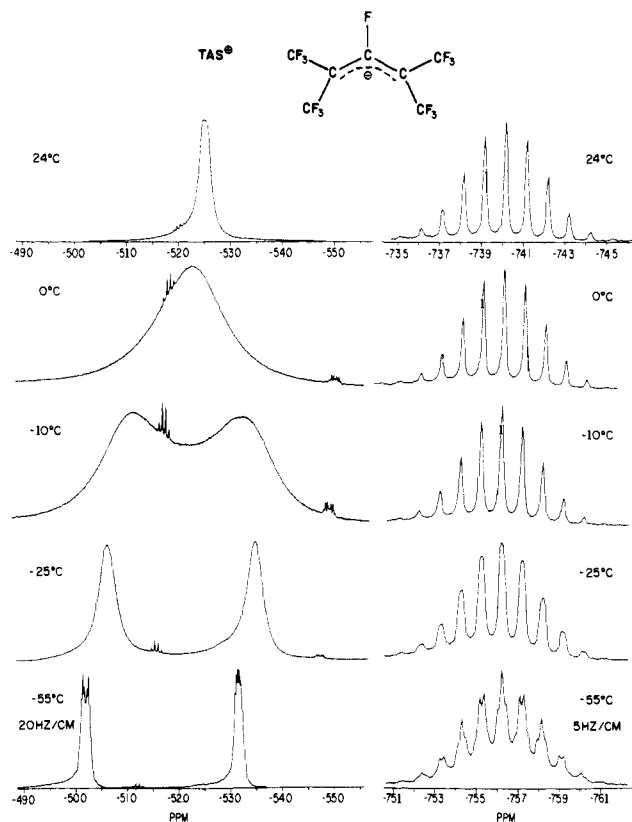 F
TAS⊕
CF₃ C C C CF₃
⊖
CF₃ CF₃
24°C
24°C
-490 -500 -510 -520 -530 -540 -550
-735 -737 -739 -741 -743 -745
0°C
0°C
-10°C
-10°C
-25°C
-25°C
-55°C
20HZ/CM
-55°C
5HZ/CM
-490 -500 -510 -520 -530 -540 -550
-751 -753 -755 -757 -759 -761
PPM
PPM